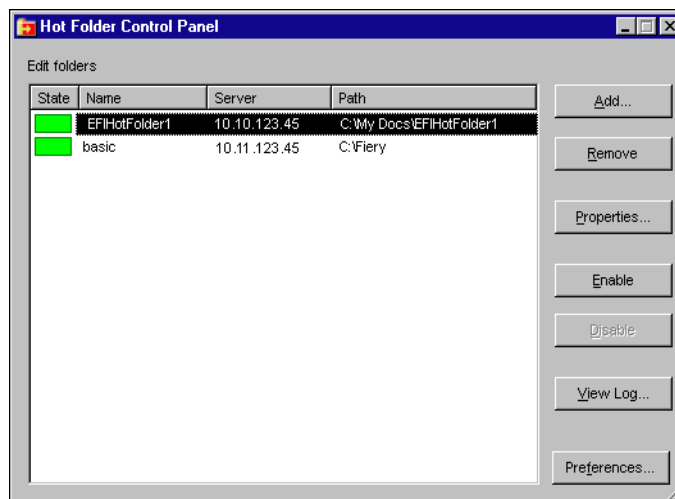 Hot Folder Control Panel
Edit folders
State Name Server Path
EFIHotFolder1 10.10.123.45 C:\My Docs\EFIHotFolder1
basic 10.11.123.45 C:\Fiery
Add...
Remove
Properties...
Enable
Disable
View Log...
Preferences...